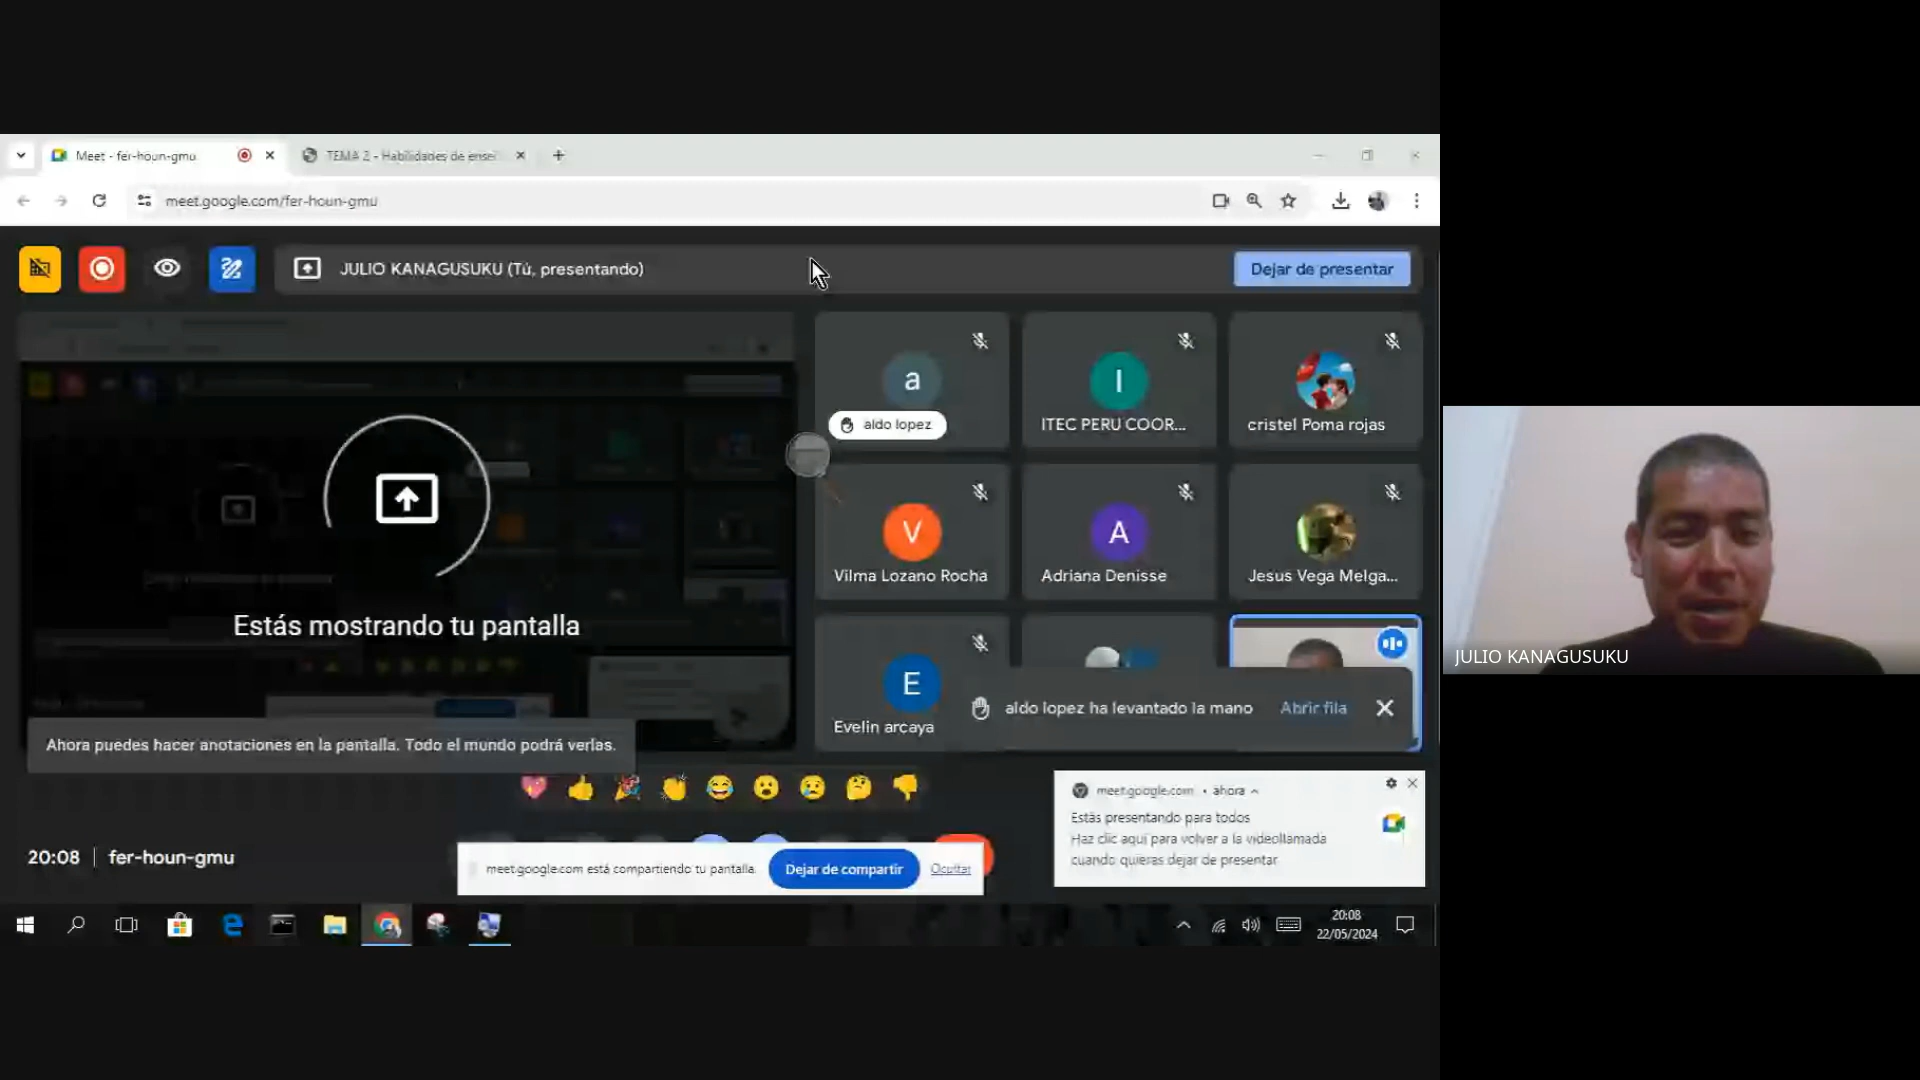 Meet - fer-houn-gmu
TEMA 2 - Habilidades de ensei
meet.google.com/fer-houn-gmu
JULIO KANAGUSUKU (Tú, presentando)
Dejar de presentar
a
aldo lopez
I
ITEC PERU COOR...
cristel Poma rojas
V
Vilma Lozano Rocha
A
Adriana Denisse
Jesus Vega Melga...
Estás mostrando tu pantalla
E
Evelin arcaya
aldo lopez ha levantado la mano
Abrir fila
JULIO KANAGUSUKU
Ahora puedes hacer anotaciones en la pantalla. Todo el mundo podrá verlas.
meet.google.com • ahora
Estás presentando para todos
Haz clic aquí para volver a la videollamada
cuando quieras dejar de presentar
20:08 | fer-houn-gmu
meet.google.com está compartiendo tu pantalla.
Dejar de compartir
Ocultar
20:08
22/05/2024